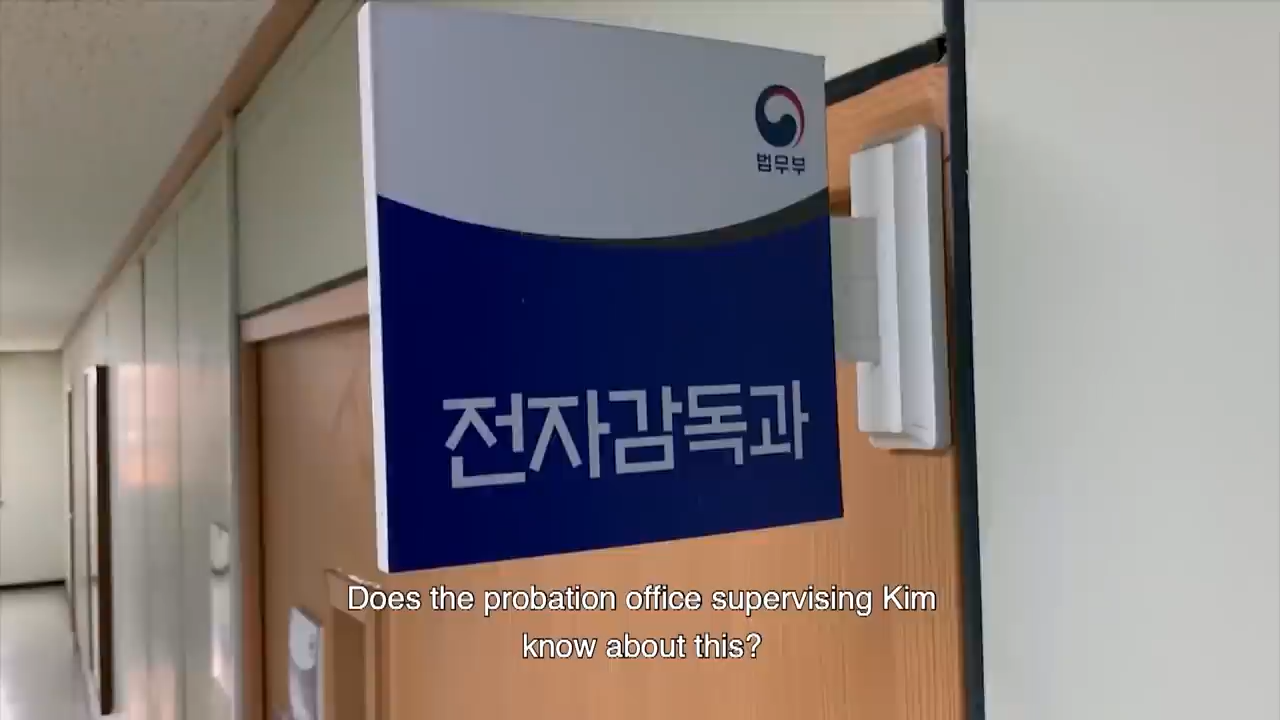 법무부
전자감독과
Does the probation office supervising Kim
know about this?